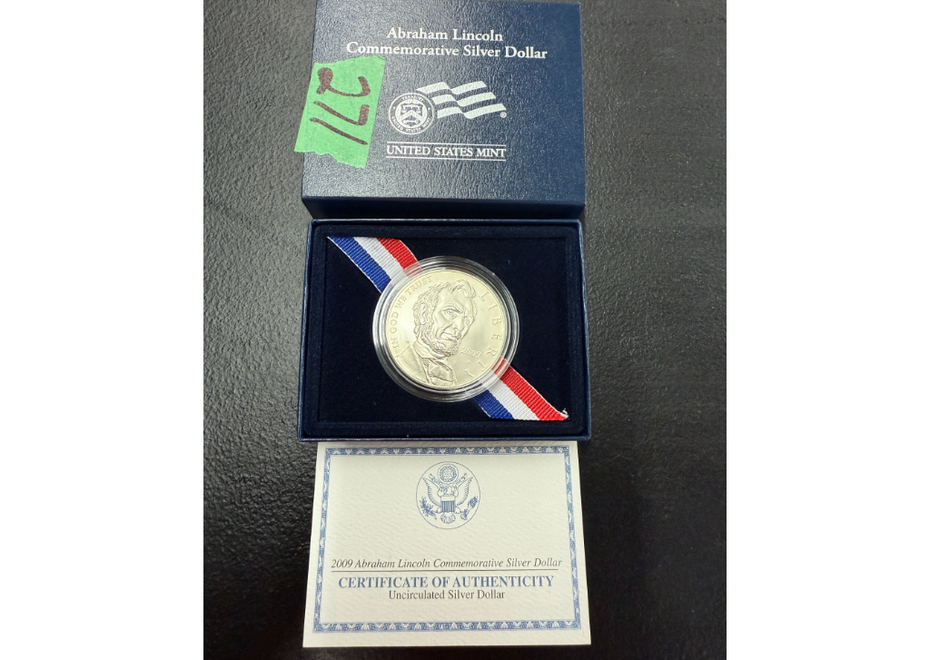 Abraham Lincoln
Commemorative Silver Dollar
271
UNITED STATES MINT
IN GOD WE TRUST
LIBERTY
2009 Abraham Lincoln Commemorative Silver Dollar
CERTIFICATE OF AUTHENTICITY
Uncirculated Silver Dollar